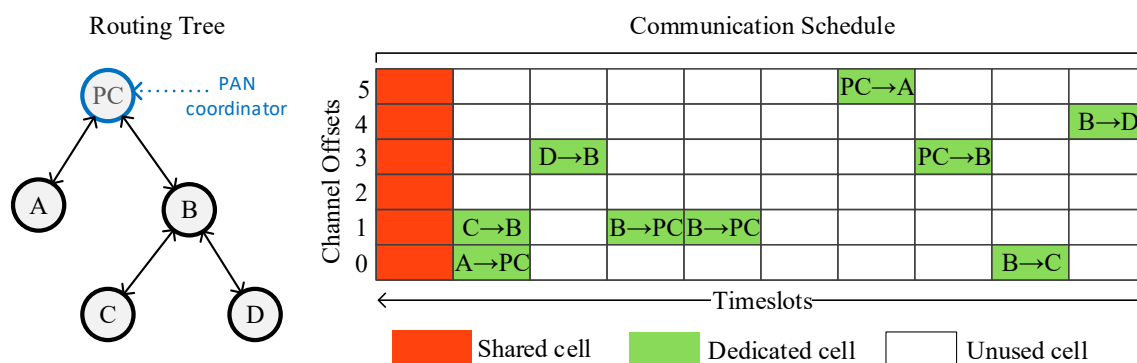 Routing Tree
PC
PAN
coordinator
A
B
C
D
Communication Schedule
Channel Offsets
5
PC→A
4
B→D
3
D→B
PC→B
2
1
C→B
B→PC
B→PC
0
A→PC
B→C
Timeslots
Shared cell
Dedicated cell
Unused cell